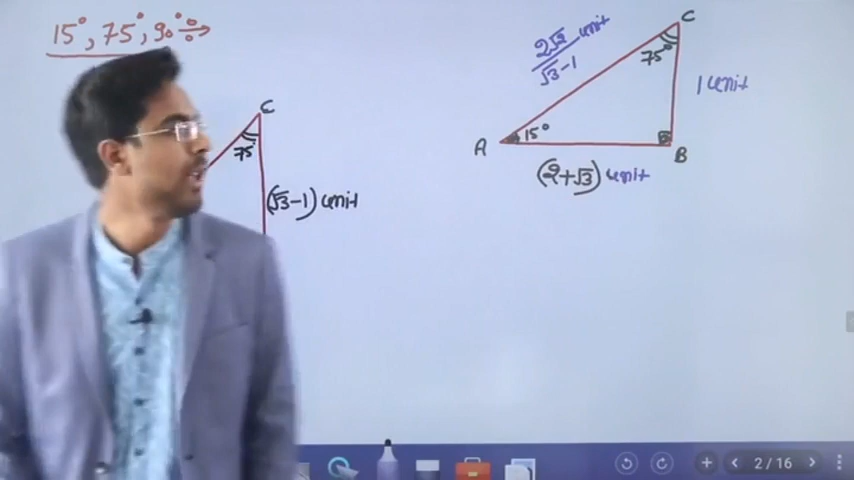 15°, 75°, 90°÷→
C
75°
(√3-1) unit
2√2/√3-1 unit
C
75°
1 unit
A
15°
B
(2+√3) unit
2/16